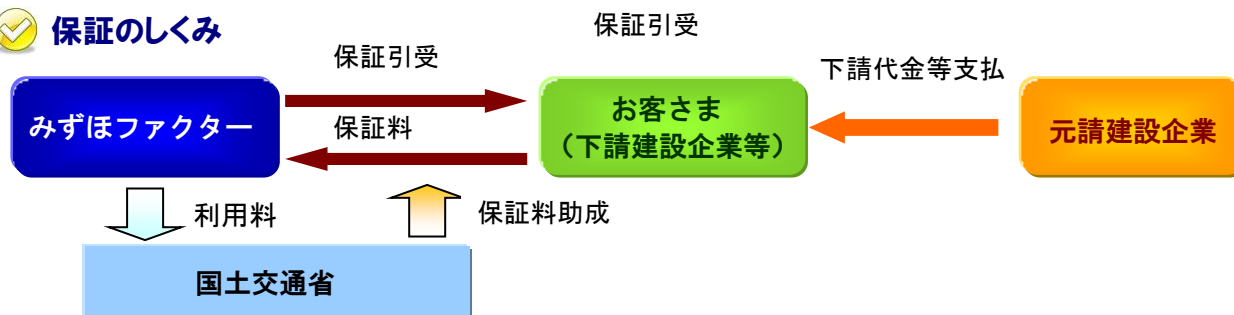 保証のしくみ
保証引受
保証引受
下請代金等支払
みずほファクター
保証料
お客さま
（下請建設企業等）
元請建設企業
利用料
保証料助成
国土交通省